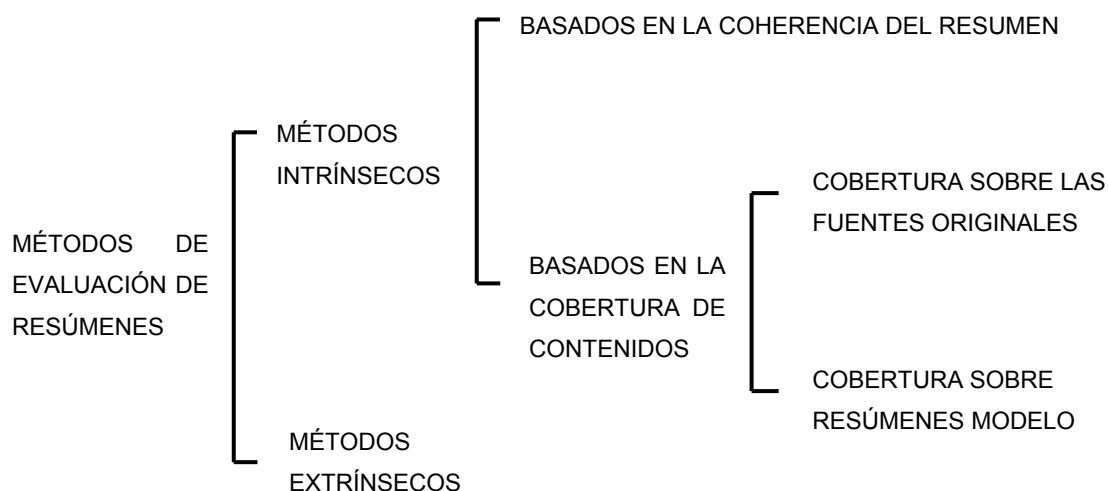 BASADOS EN LA COHERENCIA DEL RESUMEN
MÉTODOS
INTRÍNSECOS
COBERTURA SOBRE LAS
FUENTES ORIGINALES
MÉTODOS DE
EVALUACIÓN DE
RESÚMENES
BASADOS EN LA
COBERTURA DE
CONTENIDOS
COBERTURA SOBRE
RESÚMENES MODELO
MÉTODOS
EXTRÍNSECOS